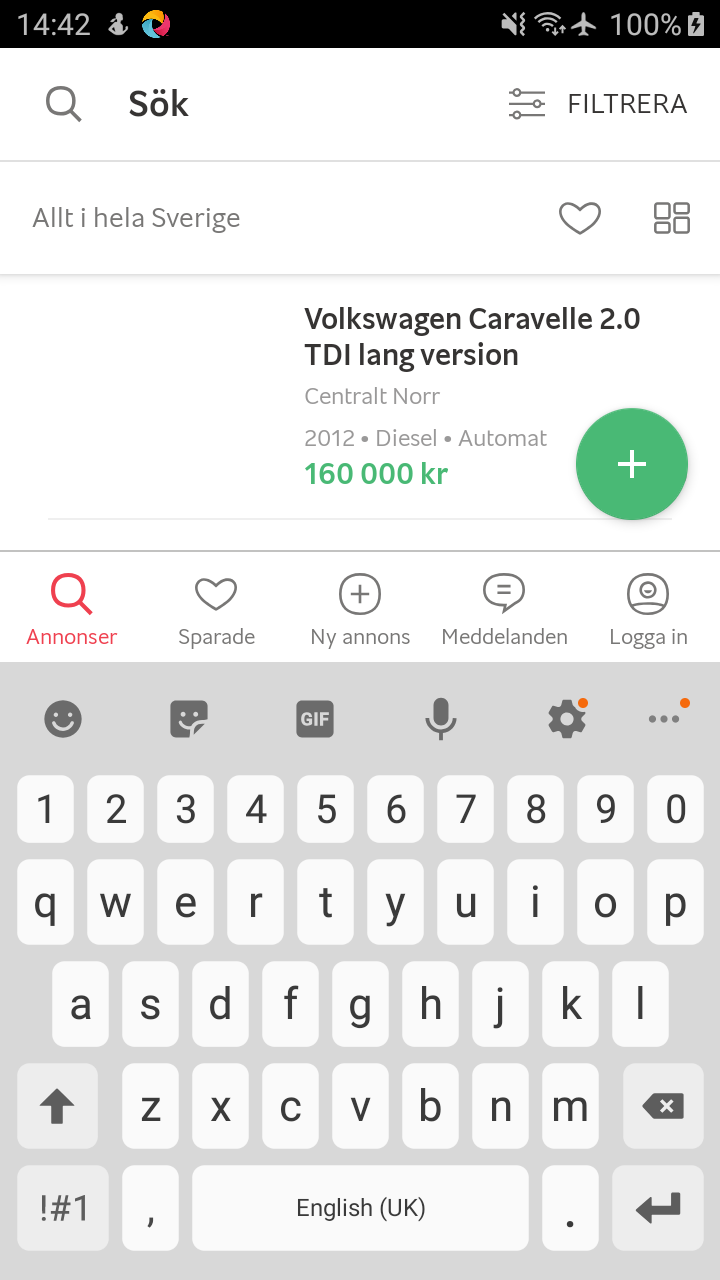 14:42 100%
Sök FILTRERA
Allt i hela Sverige
Volkswagen Caravelle 2.0
TDI lang version
Centralt Norr
2012 • Diesel • Automat
160 000 kr
Annonser Sparade Ny annons Meddelanden Logga in
GIF
1 2 3 4 5 6 7 8 9 0
q w e r t y u i o p
a s d f g h j k l
z x c v b n m
!#1 , English (UK) .